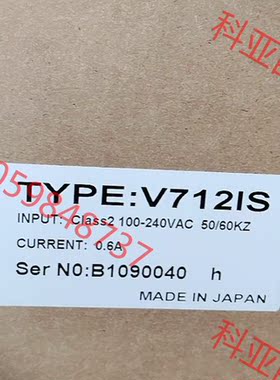 科亚
TYPE:V712IS
INPUT: Class2 100-240VAC 50/60KZ
CURRENT: 0.6A
Ser N0:B1090040 h
MADE IN JAPAN
059848737
科亚